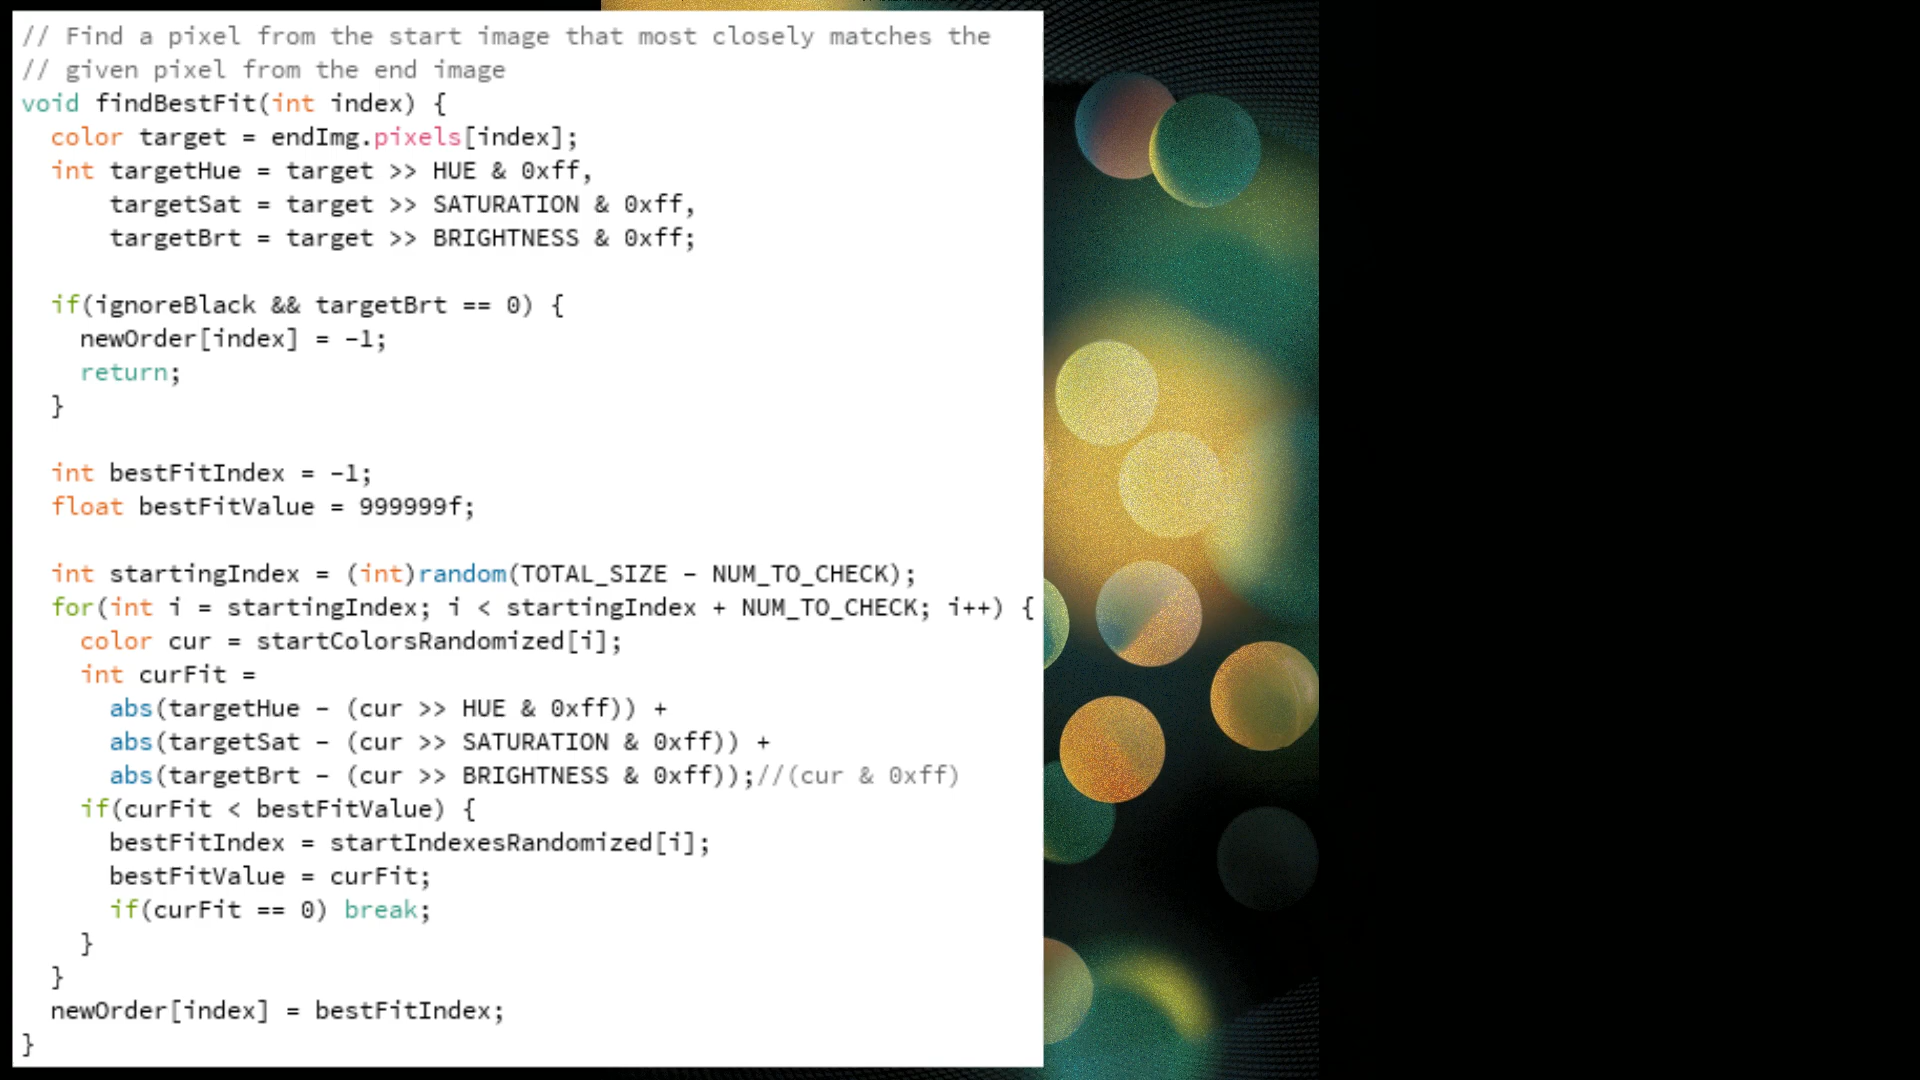 // Find a pixel from the start image that most closely matches the
// given pixel from the end image
void findBestFit(int index) {
  color target = endImg.pixels[index];
  int targetHue = target >> HUE & 0xff,
      targetSat = target >> SATURATION & 0xff,
      targetBrt = target >> BRIGHTNESS & 0xff;
  if(ignoreBlack && targetBrt == 0) {
    newOrder[index] = -1;
    return;
  }
  int bestFitIndex = -1;
  float bestFitValue = 999999f;
  int startingIndex = (int)random(TOTAL_SIZE - NUM_TO_CHECK);
  for(int i = startingIndex; i < startingIndex + NUM_TO_CHECK; i++) {
    color cur = startColorsRandomized[i];
    int curFit =
      abs(targetHue - (cur >> HUE & 0xff)) +
      abs(targetSat - (cur >> SATURATION & 0xff)) +
      abs(targetBrt - (cur >> BRIGHTNESS & 0xff));//(cur & 0xff)
    if(curFit < bestFitValue) {
      bestFitIndex = startIndexesRandomized[i];
      bestFitValue = curFit;
      if(curFit == 0) break;
    }
  }
  newOrder[index] = bestFitIndex;
}